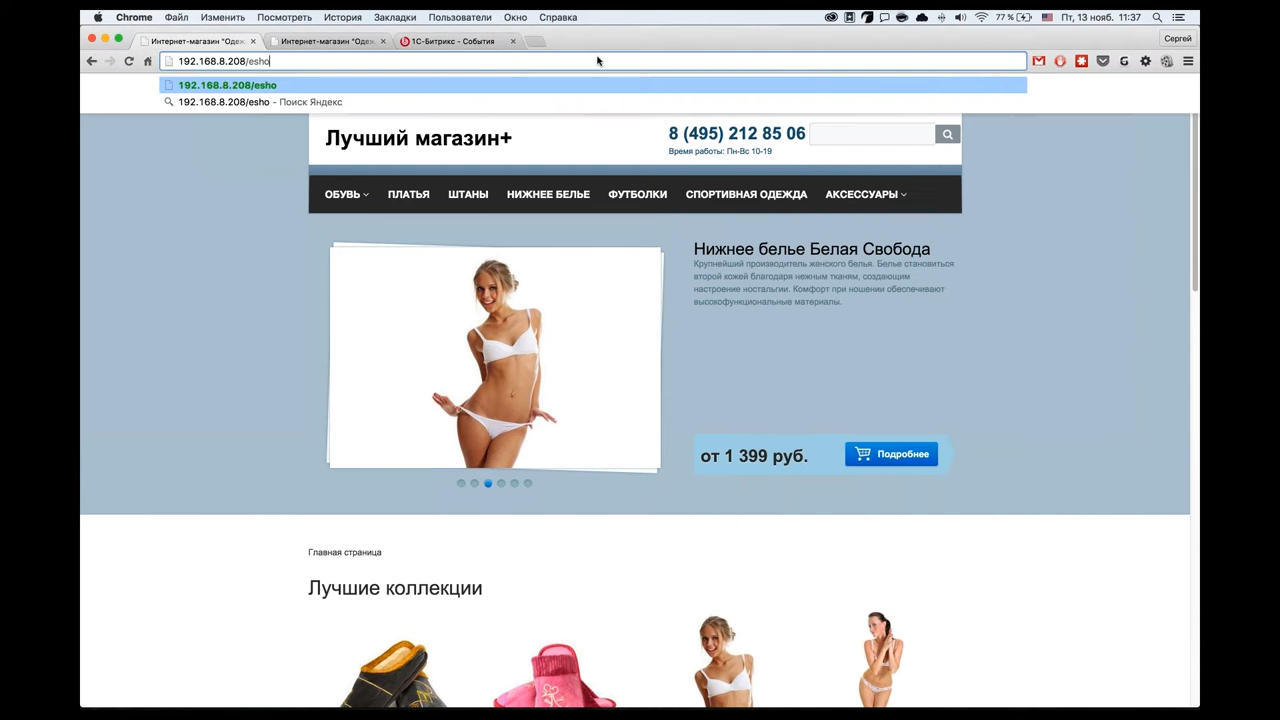 Chrome Файл Изменить Посмотреть История Закладки Пользователи Окно Справка 77 % Пт, 13 нояб. 11:37
Интернет-магазин "Одеж Интернет-магазин "Одеж 1С-Битрикс - События Сергей
192.168.8.208/esho
192.168.8.208/esho
192.168.8.208/esho - Поиск Яндекс
Лучший магазин+
8 (495) 212 85 06
Время работы: Пн-Вс 10-19
ОБУВЬ ПЛАТЬЯ ШТАНЫ НИЖНЕЕ БЕЛЬЕ ФУТБОЛКИ СПОРТИВНАЯ ОДЕЖДА АКСЕССУАРЫ
Нижнее белье Белая Свобода
Крупнейший производитель женского белья. Белье становиться
второй кожей благодаря нежным тканям, создающим
настроение ностальгии. Комфорт при ношении обеспечивают
высокофункциональные материалы.
от 1 399 руб.
Подробнее
Главная страница
Лучшие коллекции